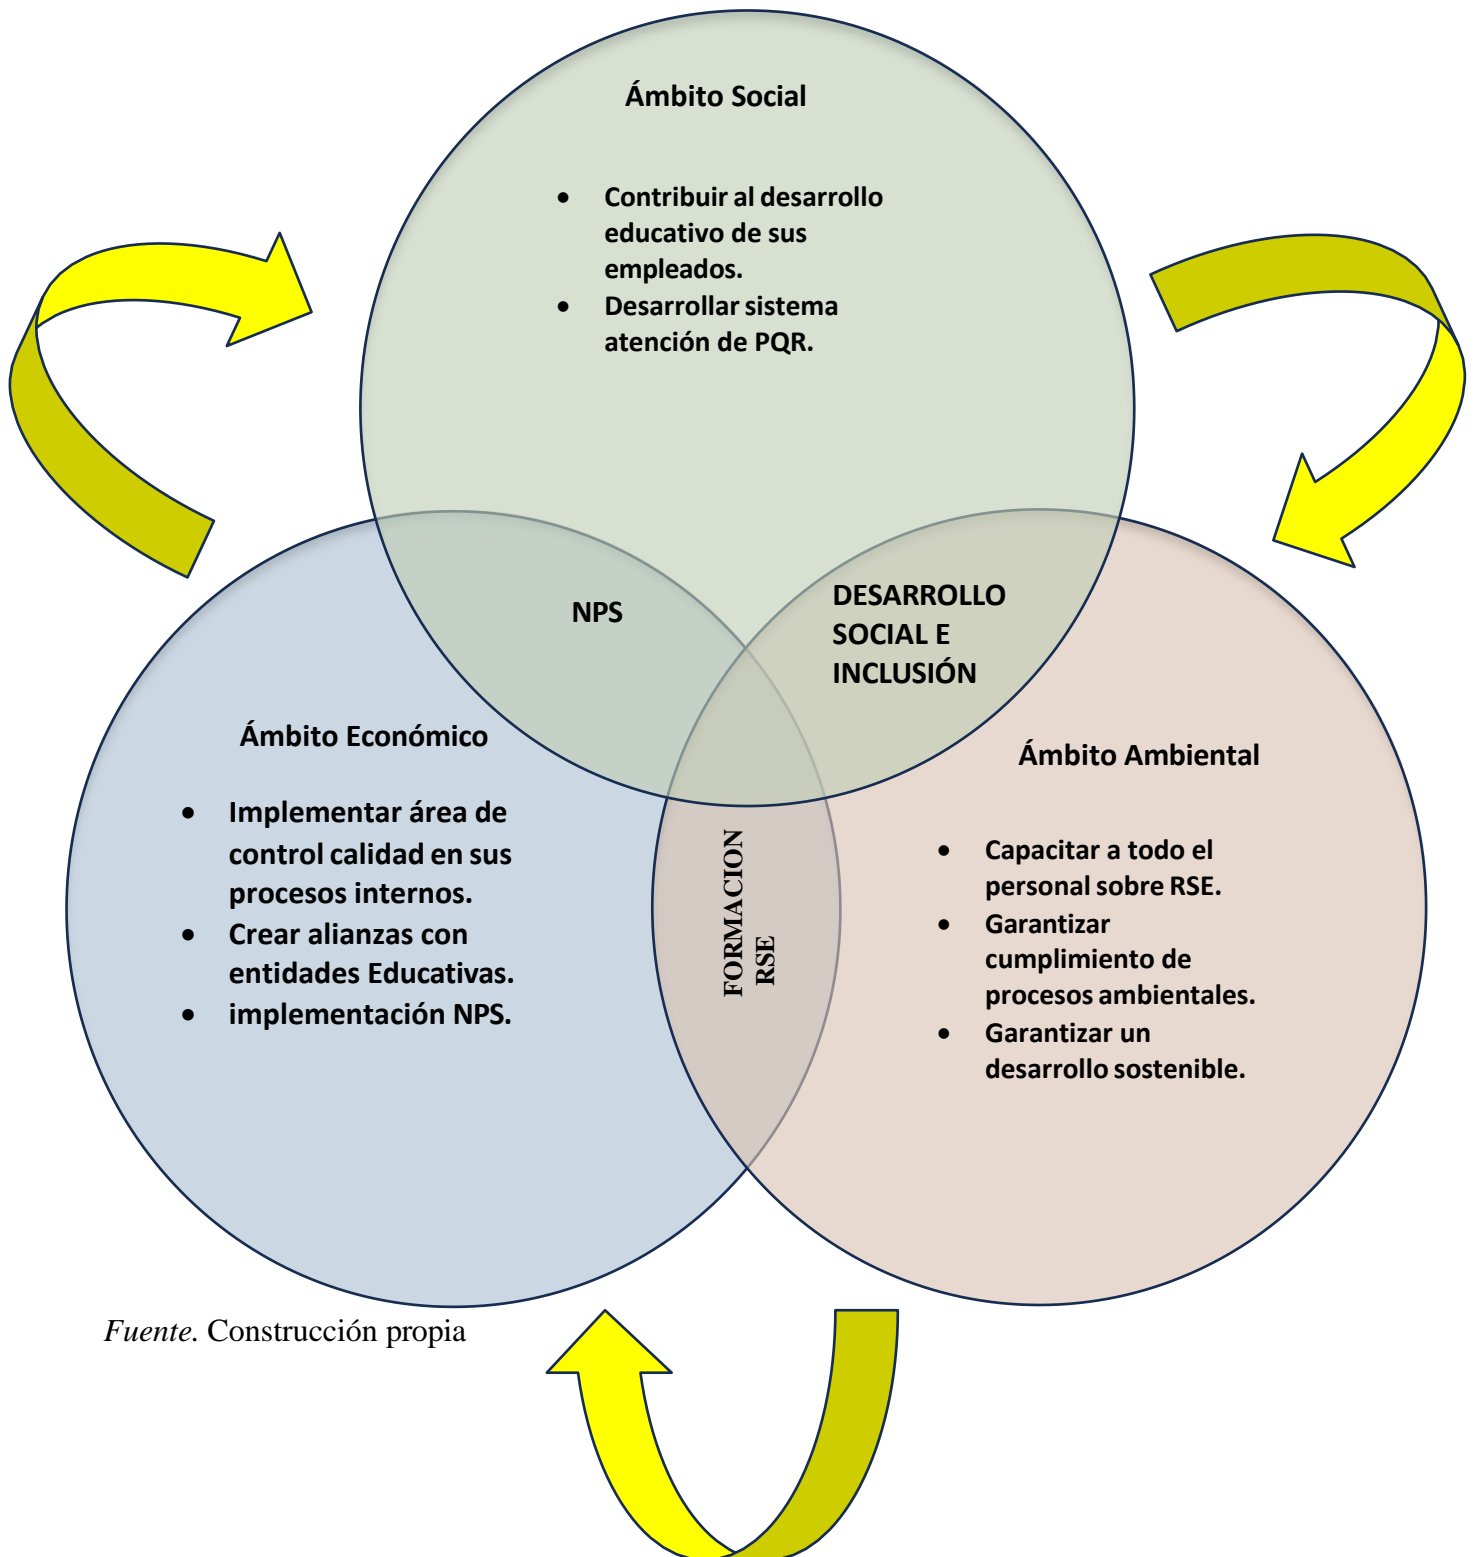 Ámbito Social
• Contribuir al desarrollo
educativo de sus
empleados.
• Desarrollar sistema
atención de PQR.
NPS
DESARROLLO
SOCIAL E
INCLUSIÓN
Ámbito Económico
• Implementar área de
control calidad en sus
procesos internos.
• Crear alianzas con
entidades Educativas.
• implementación NPS.
FORMACION
RSE
Ámbito Ambiental
• Capacitar a todo el
personal sobre RSE.
• Garantizar
cumplimiento de
procesos ambientales.
• Garantizar un
desarrollo sostenible.
Fuente. Construcción propia